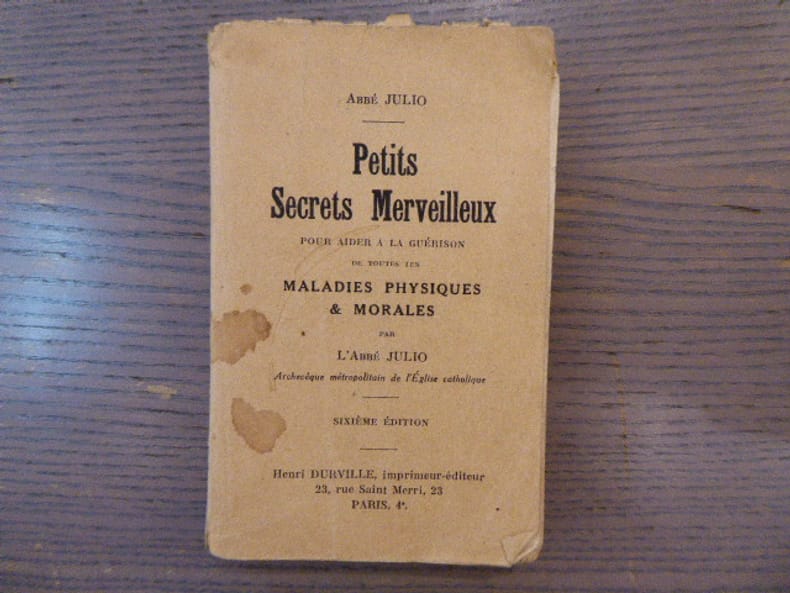 ABBÉ JULIO
Petits
Secrets Merveilleux
POUR AIDER A LA GUÉRISON
DE TOUTES LES
MALADIES PHYSIQUES
& MORALES
PAR
L'ABBÉ JULIO
Archevêque métropolitain de l'Église catholique
SIXIÈME ÉDITION
Henri DURVILLE, imprimeur-éditeur
23, rue Saint Merri, 23
PARIS, 4e.